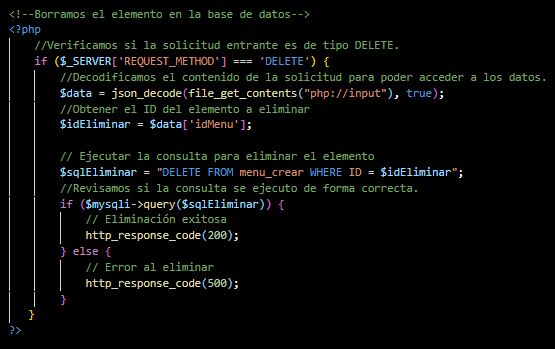 <!--Borramos el elemento en la base de datos-->
<?php
//Verificamos si la solicitud entrante es de tipo DELETE.
if ($_SERVER['REQUEST_METHOD'] === 'DELETE') {
//Decodificamos el contenido de la solicitud para poder acceder a los datos.
$data = json_decode(file_get_contents("php://input"), true);
//Obtener el ID del elemento a eliminar
$idEliminar = $data['idMenu'];
// Ejecutar la consulta para eliminar el elemento
$sqlEliminar = "DELETE FROM menu_crear WHERE ID = $idEliminar";
//Revisamos si la consulta se ejecuto de forma correcta.
if ($mysqli->query($sqlEliminar)) {
// Eliminación exitosa
http_response_code(200);
} else {
// Error al eliminar
http_response_code(500);
}
}
?>